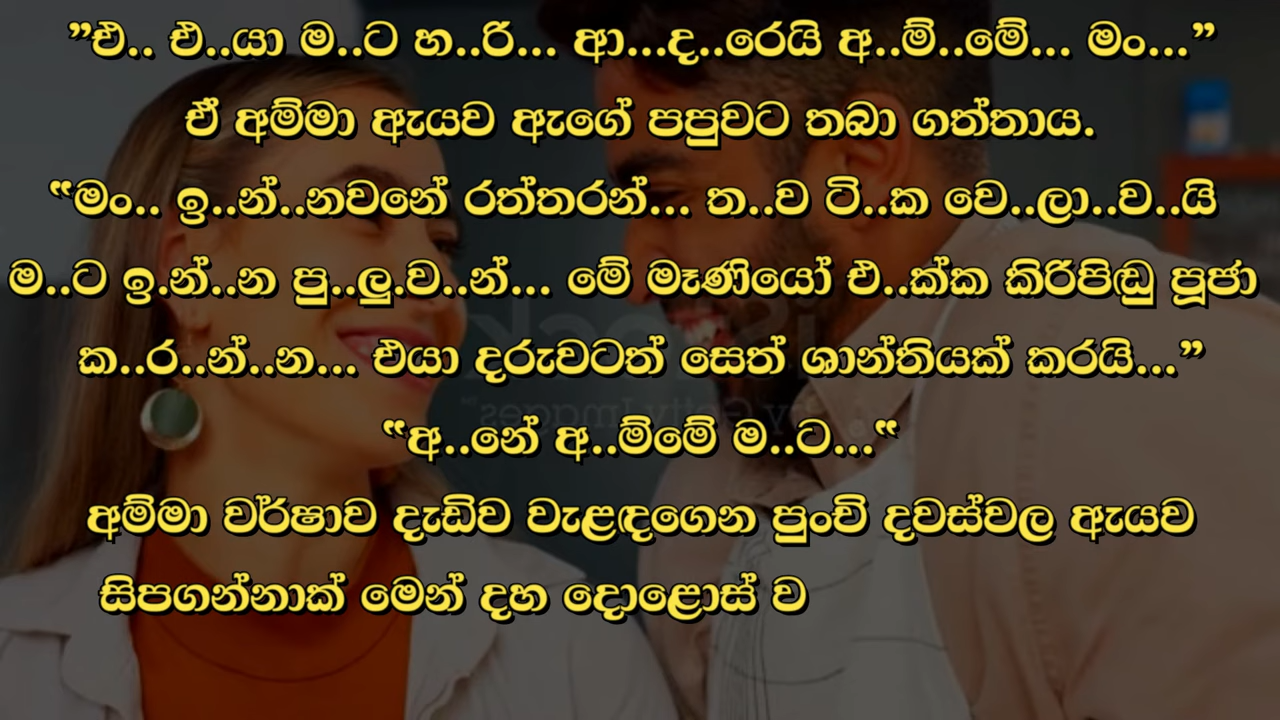 ”එ.. එ..යා ම..ට හ..රි... ආ...ද..රෙයි අ..ම්..මේ... මං...”
ඒ අම්මා ඇයව ඇගේ පපුවට තබා ගත්තාය.
“මං.. ඉ..න්..නවනේ රත්තරන්... ත..ව ටි..ක වෙ..ලා..ව..යි
ම..ට ඉ.න්..න පු..ලු.ව..න්... මේ මෑණියෝ එ..ක්ක කිරිපිඬු පූජා
ක..ර..න්..න... එයා දරුවටත් සෙත් ශාන්තියක් කරයි...”
“අ..නේ අ..ම්මේ ම..ට...“
අම්මා වර්ෂාව දැඩිව වැළඳගෙන පුංචි දවස්වල ඇයව
සිපගන්නාක් මෙන් දහ දොළොස් ව